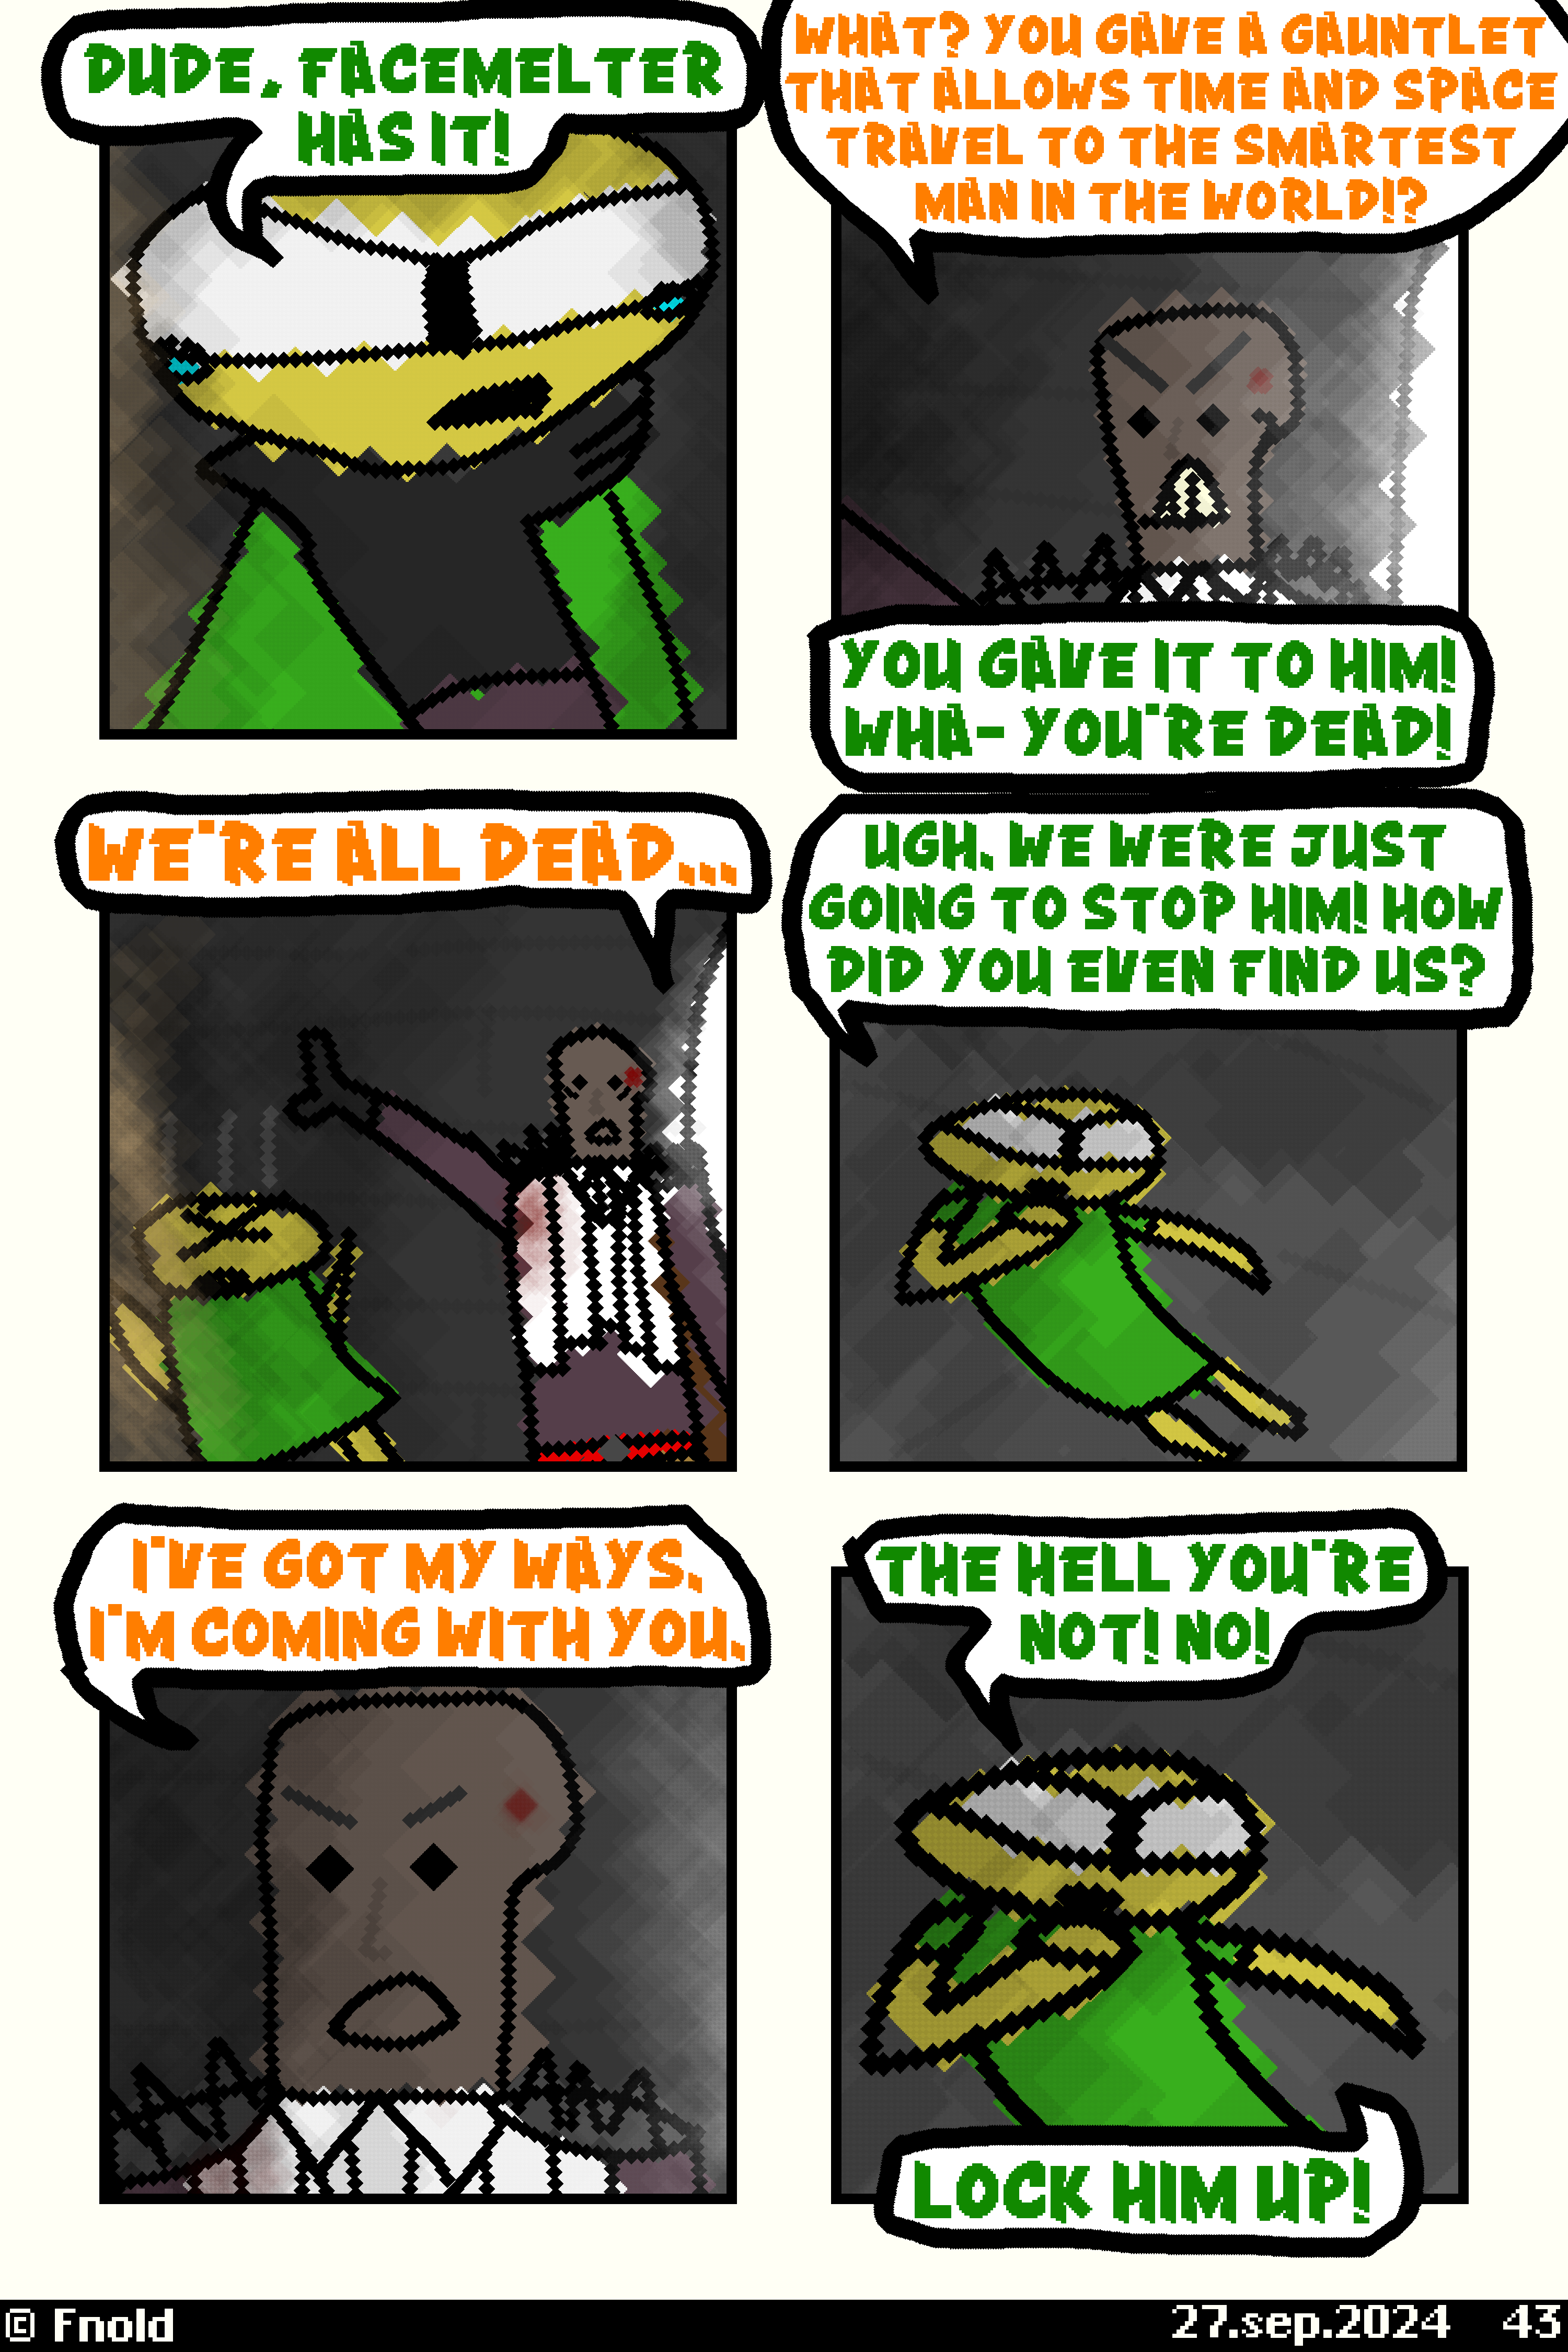 DUDE, FACEMELTER
HAS IT!
WHAT? YOU GAVE A GAUNTLET
THAT ALLOWS TIME AND SPACE
TRAVEL TO THE SMARTEST
MAN IN THE WORLD!?
YOU GAVE IT TO HIM!
WHA- YOU'RE DEAD!
WE'RE ALL DEAD...
UGH, WE WERE JUST
GOING TO STOP HIM! HOW
DID YOU EVEN FIND US?
I'VE GOT MY WAYS,
I'M COMING WITH YOU.
THE HELL YOU'RE
NOT! NO!
LOCK HIM UP!
© Fnold
27.sep.2024 43